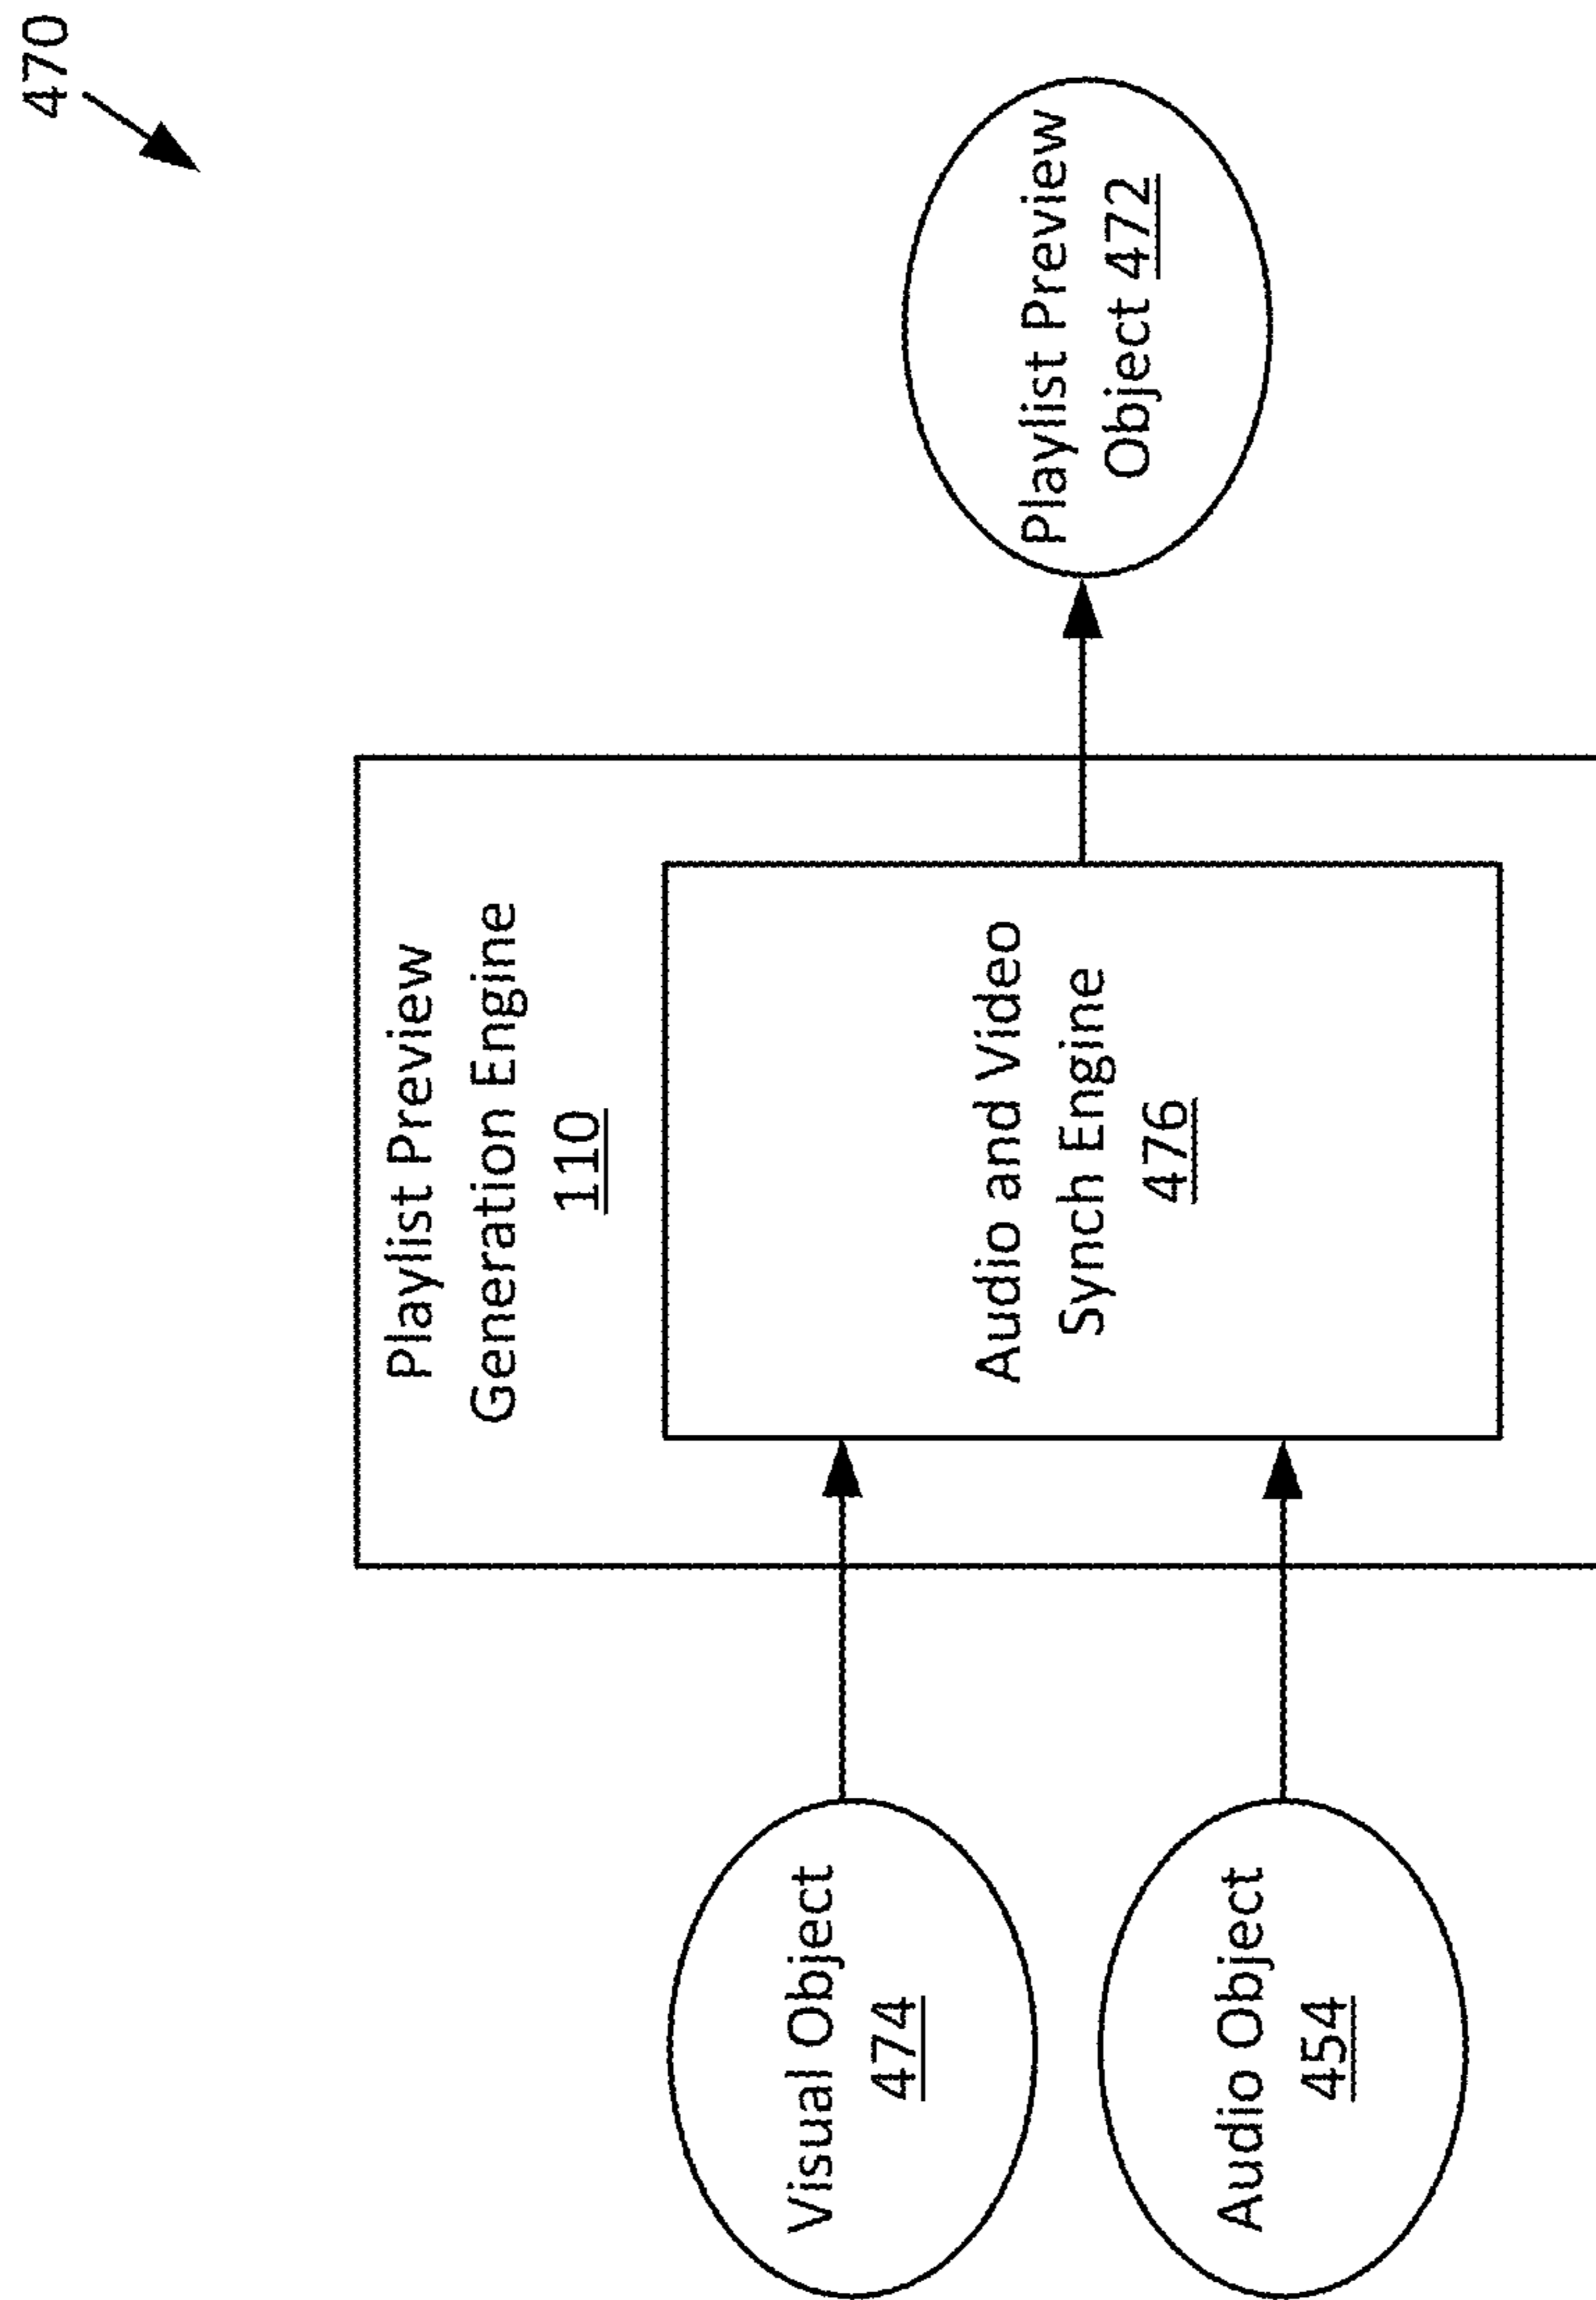 470
Playlist Preview
Generation Engine
110
Visual Object
474
Audio and Video
Synch Engine
476
Playlist Preview
Object 472
Audio Object
454